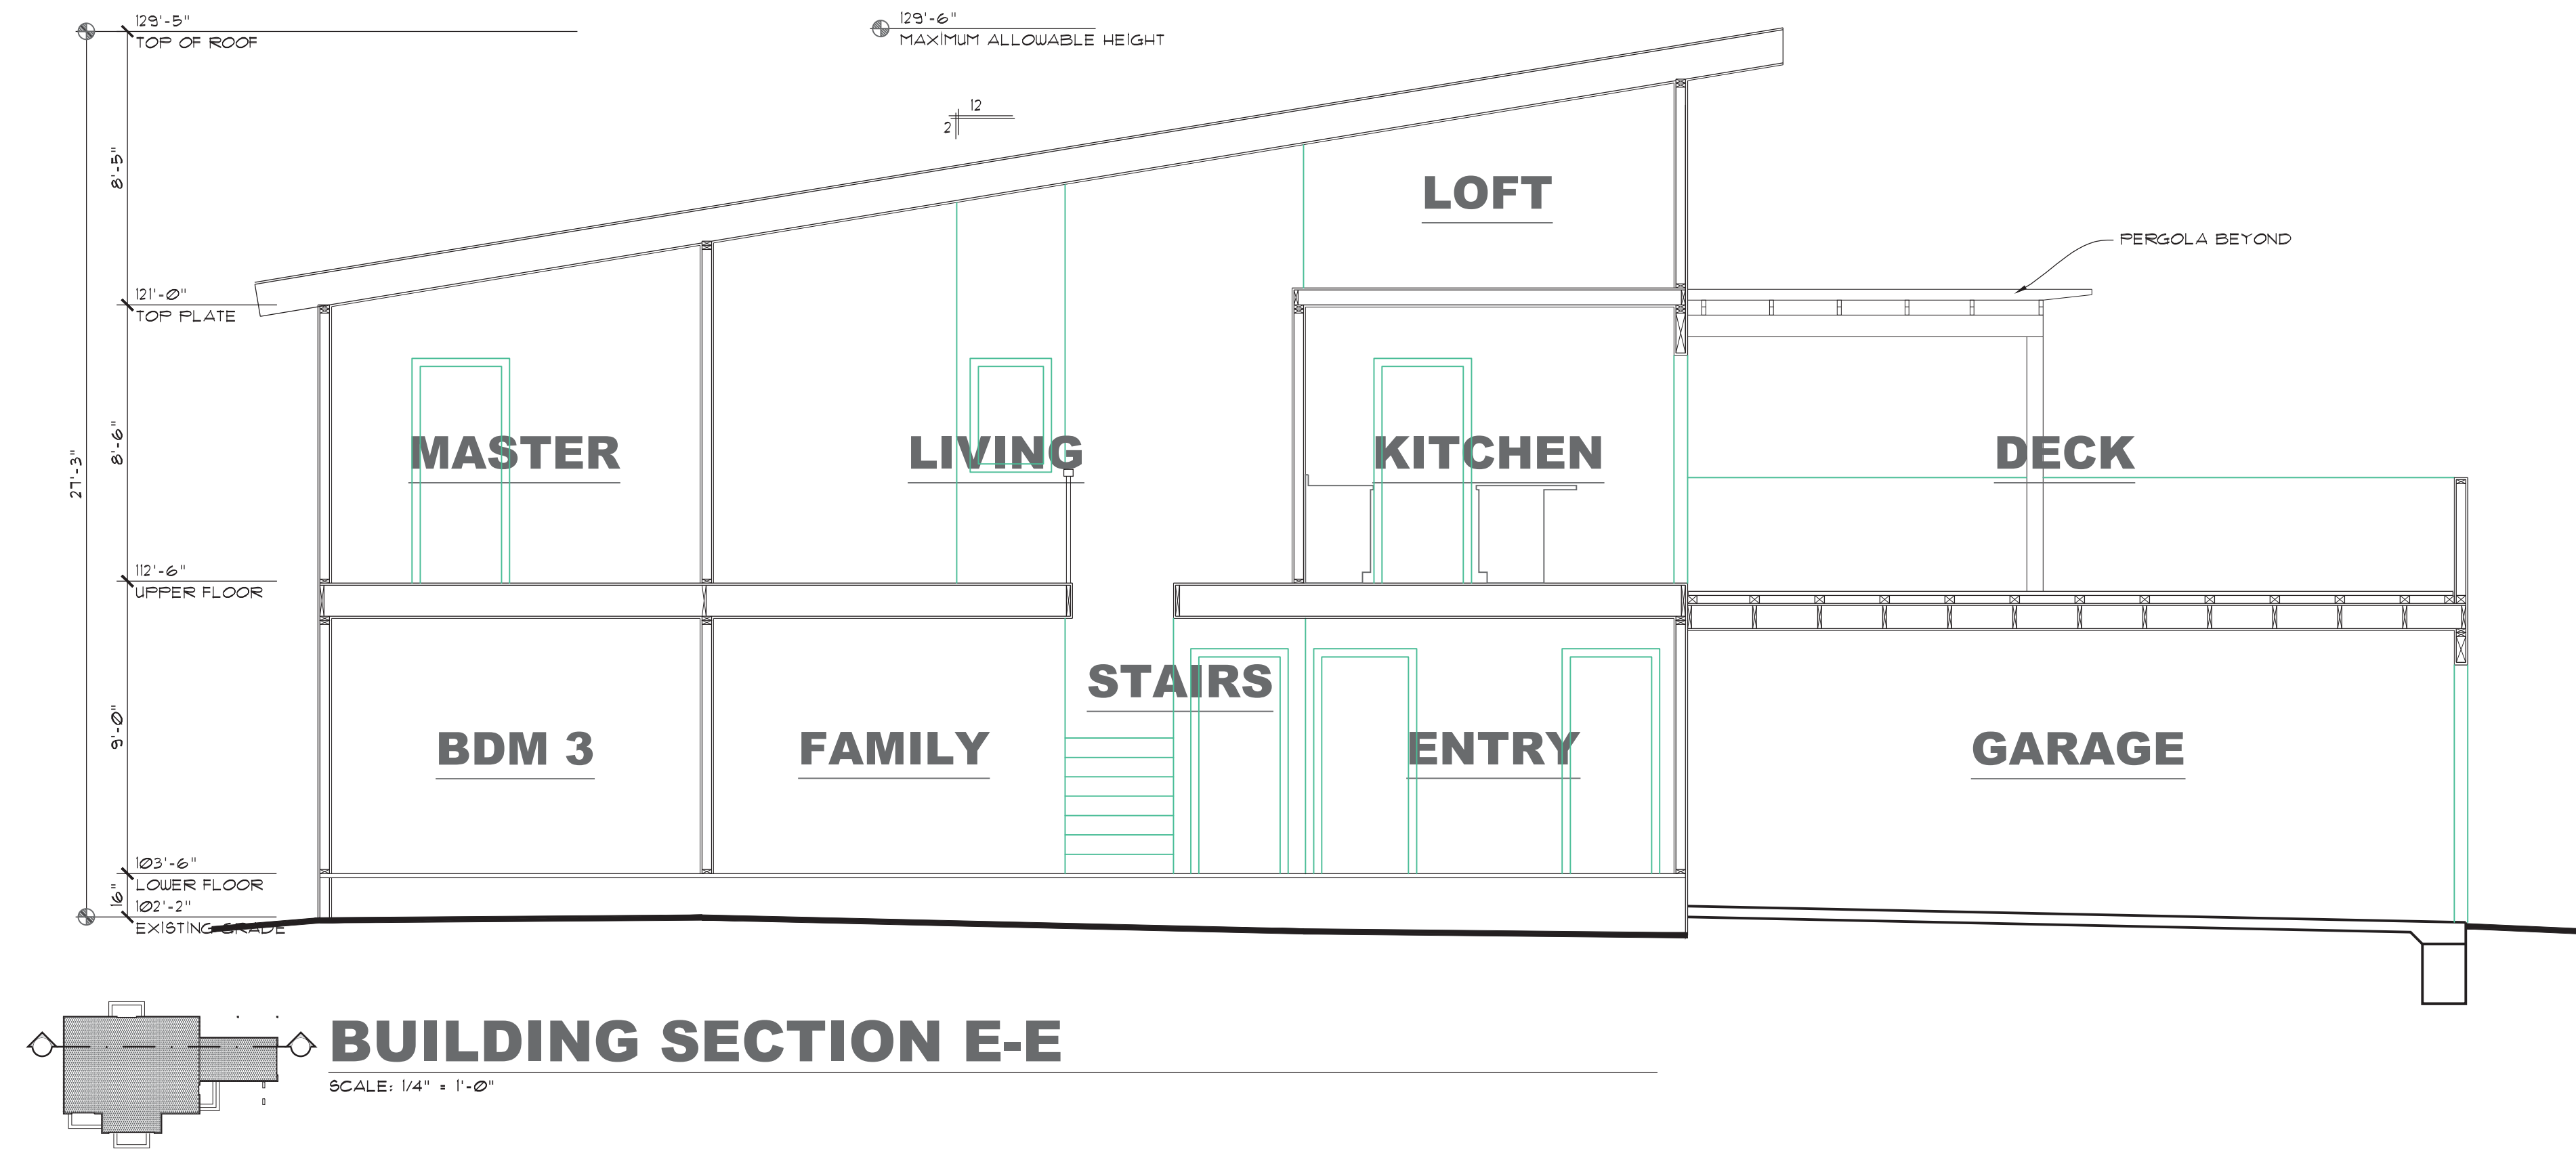 129'-5"
TOP OF ROOF
129'-6"
MAXIMUM ALLOWABLE HEIGHT
12
2
8'-5"
LOFT
PERGOLA BEYOND
121'-0"
TOP PLATE
8'-6"
27'-3"
MASTER
LIVING
KITCHEN
DECK
112'-6"
UPPER FLOOR
STAIRS
9'-0"
BDM 3
FAMILY
ENTRY
GARAGE
103'-6"
LOWER FLOOR
16"
102'-2"
EXISTING GRADE
BUILDING SECTION E-E
SCALE: 1/4" = 1'-0"